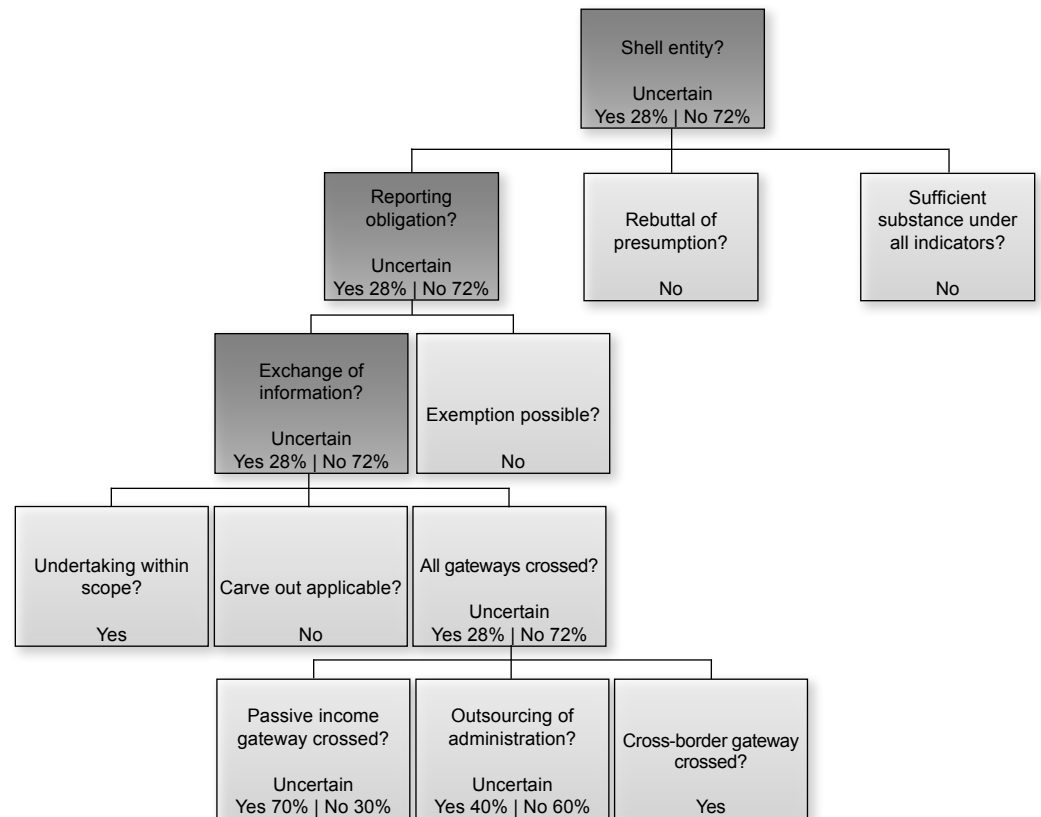 Shell entity?
Uncertain
Yes 28% | No 72%
Reporting
obligation?
Uncertain
Yes 28% | No 72%
Rebuttal of
presumption?
No
Sufficient
substance under
all indicators?
No
Exchange of
information?
Uncertain
Yes 28% | No 72%
Exemption possible?
No
Undertaking within
scope?
Yes
Carve out applicable?
No
All gateways crossed?
Uncertain
Yes 28% | No 72%
Passive income
gateway crossed?
Uncertain
Yes 70% | No 30%
Outsourcing of
administration?
Uncertain
Yes 40% | No 60%
Cross-border gateway
crossed?
Yes